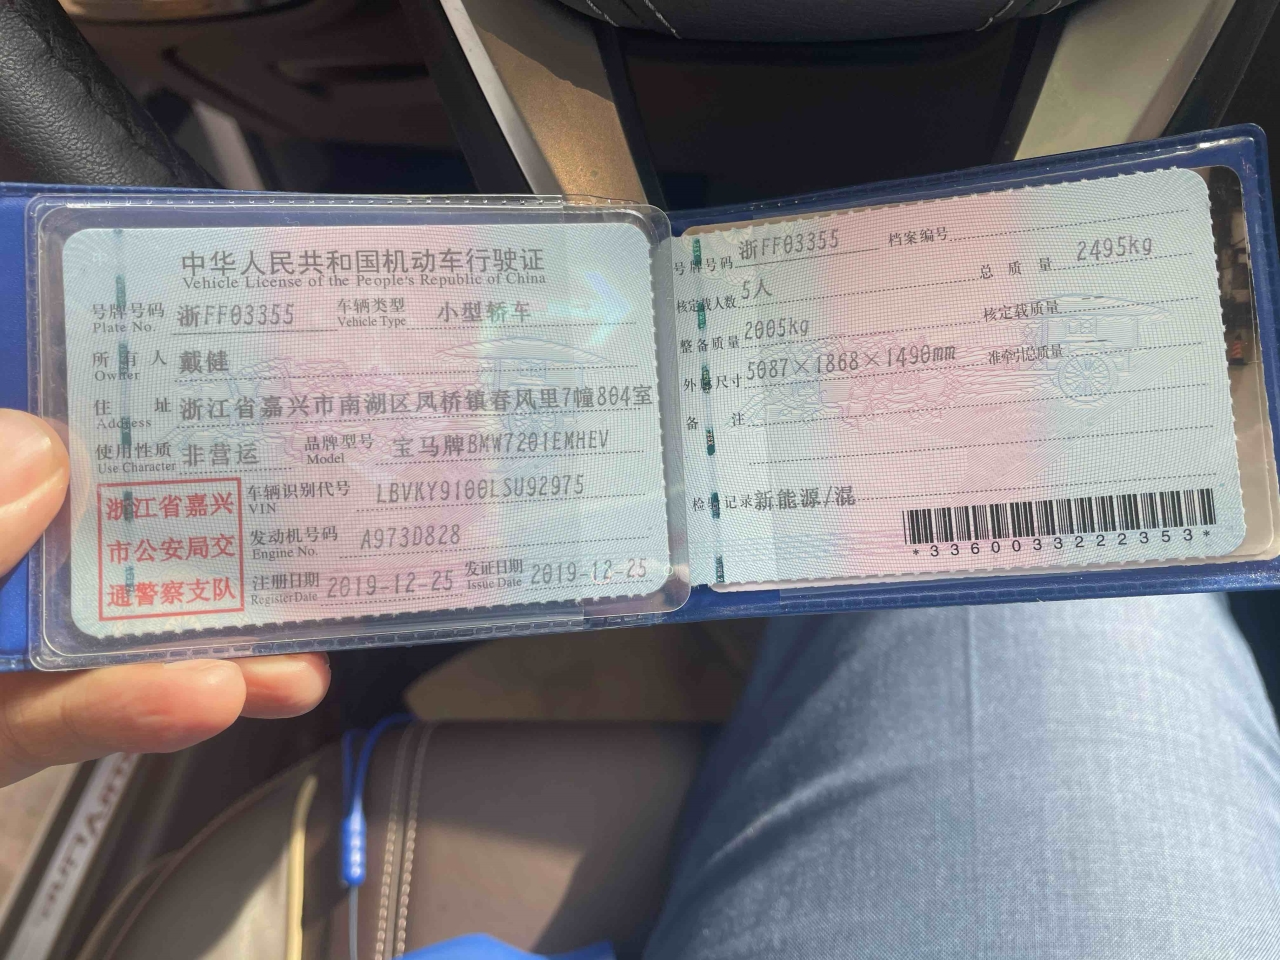 中华人民共和国机动车行驶证
Vehicle License of the People's Republic of China
号牌号码 浙FF03355 车辆类型 小型轿车
Plate No. Vehicle Type
所有人 戴健
Owner
住址 浙江省嘉兴市南湖区凤桥镇春风里7幢804室
Address
使用性质 非营运 品牌型号 宝马牌BMW7201EMHEV
Use Character Model
浙江省嘉兴
市公安局交
通警察支队
车辆识别代号 LBVKY9100LSU92975
VIN
发动机号码 A973D828
Engine No.
注册日期 2019-12-25 发证日期 2019-12-25
Register Date Issue Date
号牌号码 浙FF03355 档案编号
核定载人数 5人 总质量 2495kg
整备质量 2005kg 核定载质量
外廓尺寸 5087×1868×1490mm 准牵引总质量
备注
检验记录 新能源/混
*3360033222353*